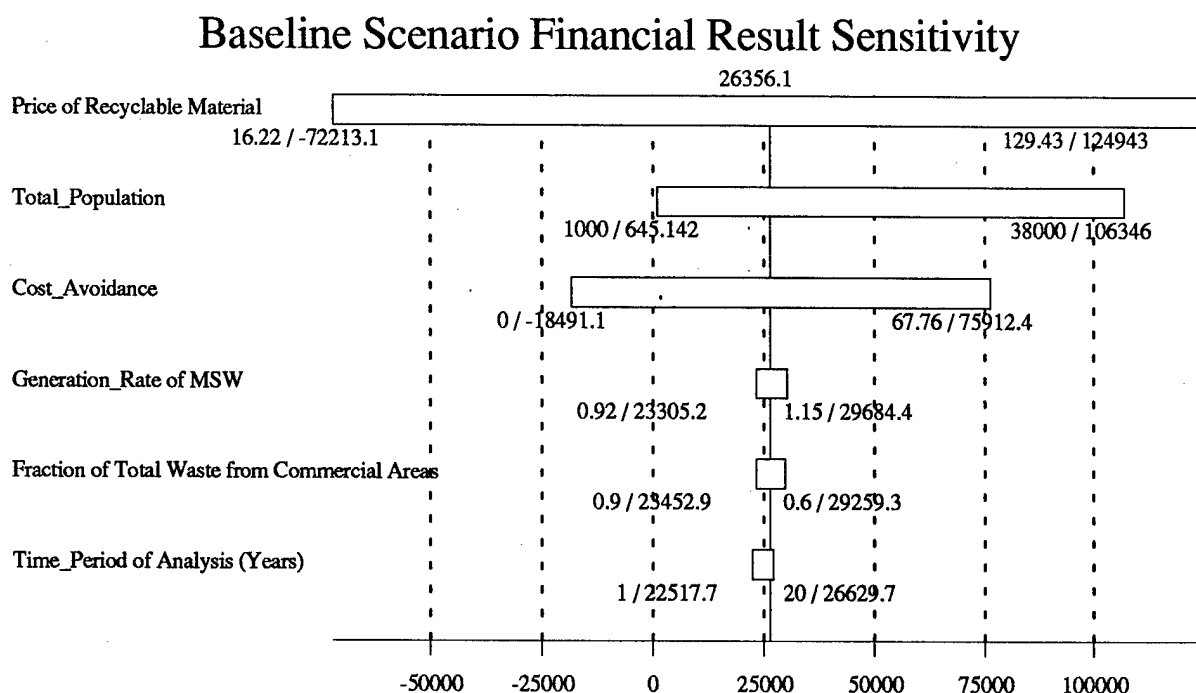 Baseline Scenario Financial Result Sensitivity
26356.1
Price of Recyclable Material
16.22 / -72213.1
129.43 / 124943
Total_Population
1000 / 645.142
38000 / 106346
Cost_Avoidance
0 / -18491.1
67.76 / 75912.4
Generation_Rate of MSW
0.92 / 23305.2
1.15 / 29684.4
Fraction of Total Waste from Commercial Areas
0.9 / 23452.9
0.6 / 29259.3
Time_Period of Analysis (Years)
1 / 22517.7
20 / 26629.7
-50000 -25000 0 25000 50000 75000 100000